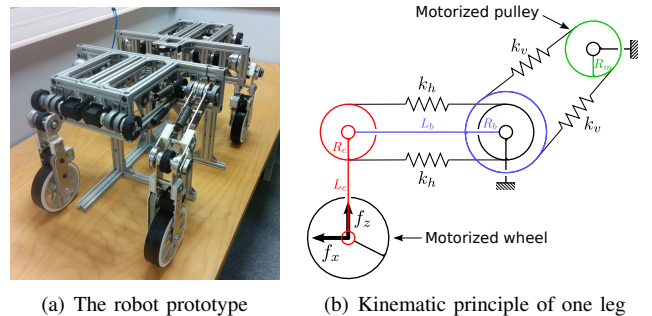 Motorized pulley
k_v
R_m
k_h
k_v
L_b
R_b
R_c
k_h
L_c
f_z
f_x
Motorized wheel
(a) The robot prototype
(b) Kinematic principle of one leg